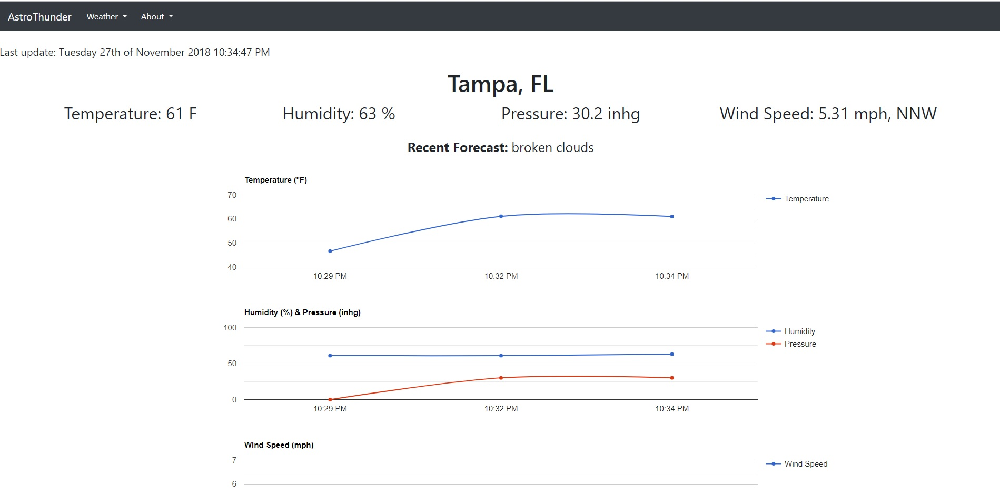 AstroThunder Weather About
Last update: Tuesday 27th of November 2018 10:34:47 PM
Tampa, FL
Temperature: 61 F Humidity: 63 % Pressure: 30.2 inhg Wind Speed: 5.31 mph, NNW
Recent Forecast: broken clouds
Temperature (*F)
70
60
50
40
10:29 PM 10:32 PM 10:34 PM
Temperature
Humidity (%) & Pressure (inhg)
100
50
0
10:29 PM 10:32 PM 10:34 PM
Humidity
Pressure
Wind Speed (mph)
7
6
Wind Speed